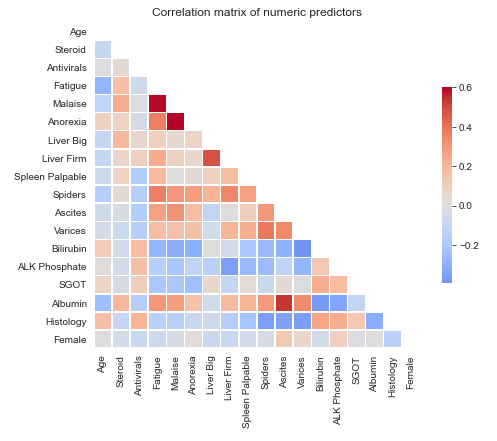 Correlation matrix of numeric predictors
Age
Steroid
Antivirals
Fatigue
Malaise
Anorexia
Liver Big
Liver Firm
Spleen Palpable
Spiders
Ascites
Varices
Bilirubin
ALK Phosphate
SGOT
Albumin
Histology
Female
0.6
0.4
0.2
0.0
−0.2
Age
Steroid
Antivirals
Fatigue
Malaise
Anorexia
Liver Big
Liver Firm
Spleen Palpable
Spiders
Ascites
Varices
Bilirubin
ALK Phosphate
SGOT
Albumin
Histology
Female